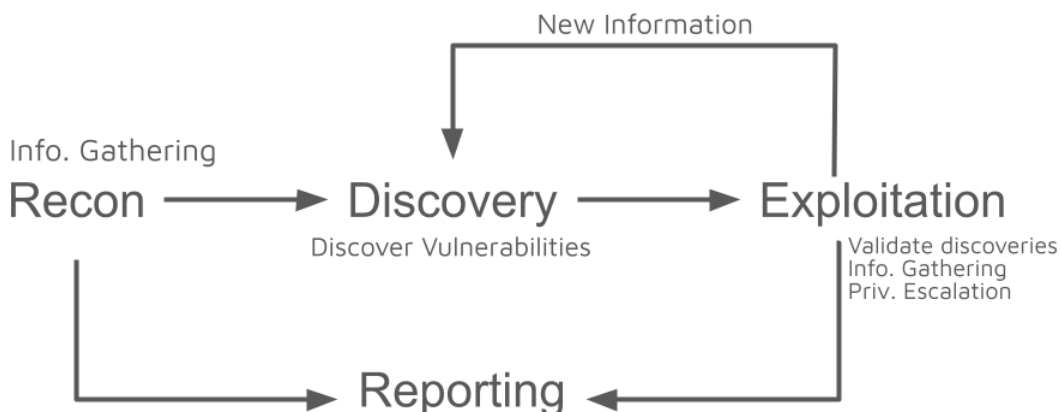 New Information
Info. Gathering
Recon
Discovery
Exploitation
Discover Vulnerabilities
Validate discoveries
Info. Gathering
Priv. Escalation
Reporting